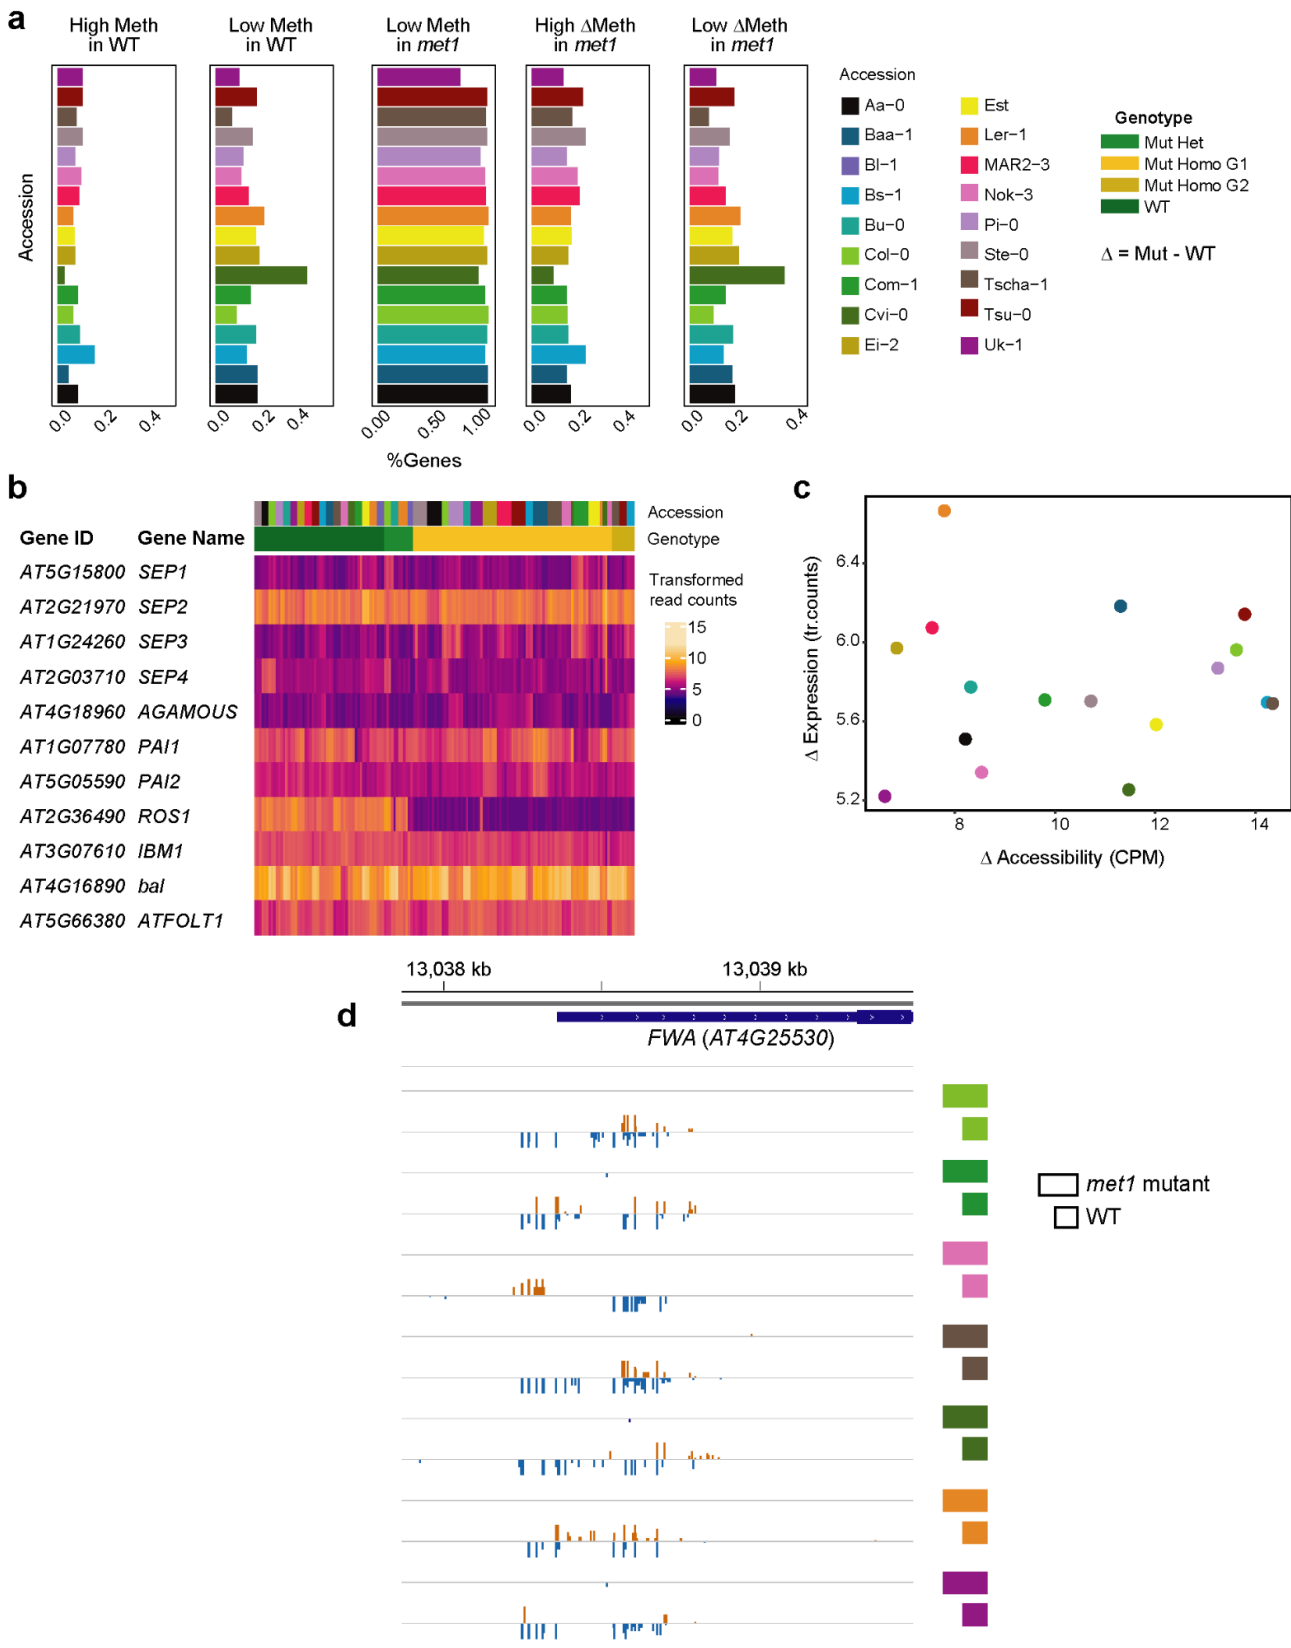 a
High Meth
in WT
Low Meth
in WT
Low Meth
in met1
High ΔMeth
in met1
Low ΔMeth
in met1
Accession
0.0
0.2
0.4
0.0
0.2
0.4
0.00
0.50
1.00
0.0
0.2
0.4
0.0
0.2
0.4
%Genes
Accession
Aa−0
Baa−1
Bl−1
Bs−1
Bu−0
Col−0
Com−1
Cvi−0
Ei−2
Est
Ler−1
MAR2−3
Nok−3
Pi−0
Ste−0
Tscha−1
Tsu−0
Uk−1
Genotype
Mut Het
Mut Homo G1
Mut Homo G2
WT
Δ = Mut - WT
b
Gene ID Gene Name
Accession
Genotype
AT5G15800 SEP1
AT2G21970 SEP2
AT1G24260 SEP3
AT2G03710 SEP4
AT4G18960 AGAMOUS
AT1G07780 PAI1
AT5G05590 PAI2
AT2G36490 ROS1
AT3G07610 IBM1
AT4G16890 bal
AT5G66380 ATFOLT1
Transformed
read counts
15
10
5
0
c
Δ Expression (tr.counts)
6.4
6.0
5.6
5.2
8
10
12
14
Δ Accessibility (CPM)
d
13,038 kb
13,039 kb
FWA (AT4G25530)
met1 mutant
WT